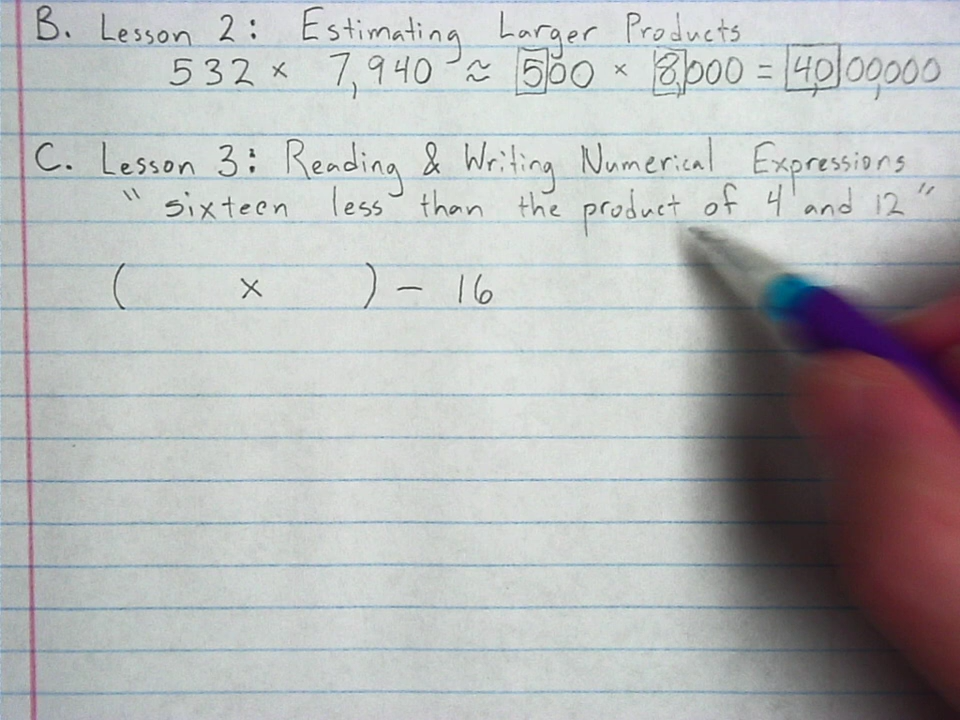 B. Lesson 2: Estimating Larger Products
532 × 7,940 ≈ 500 × 8,000 = 4,000,000
C. Lesson 3: Reading & Writing Numerical Expressions
"sixteen less than the product of 4 and 12"
( × ) - 16